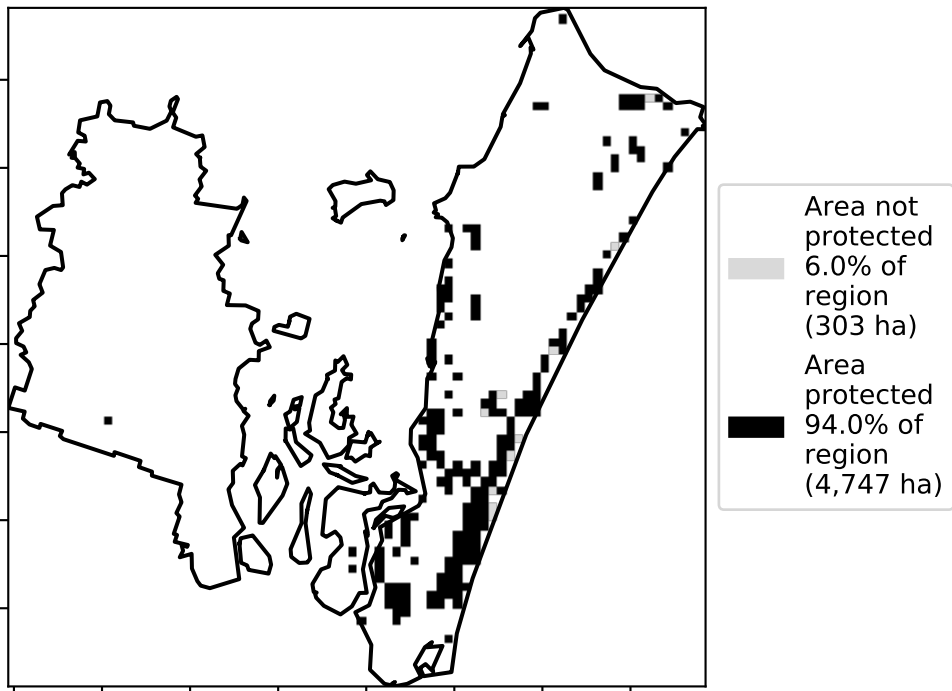 Area not
protected
6.0% of
region
(303 ha)
Area
protected
94.0% of
region
(4,747 ha)